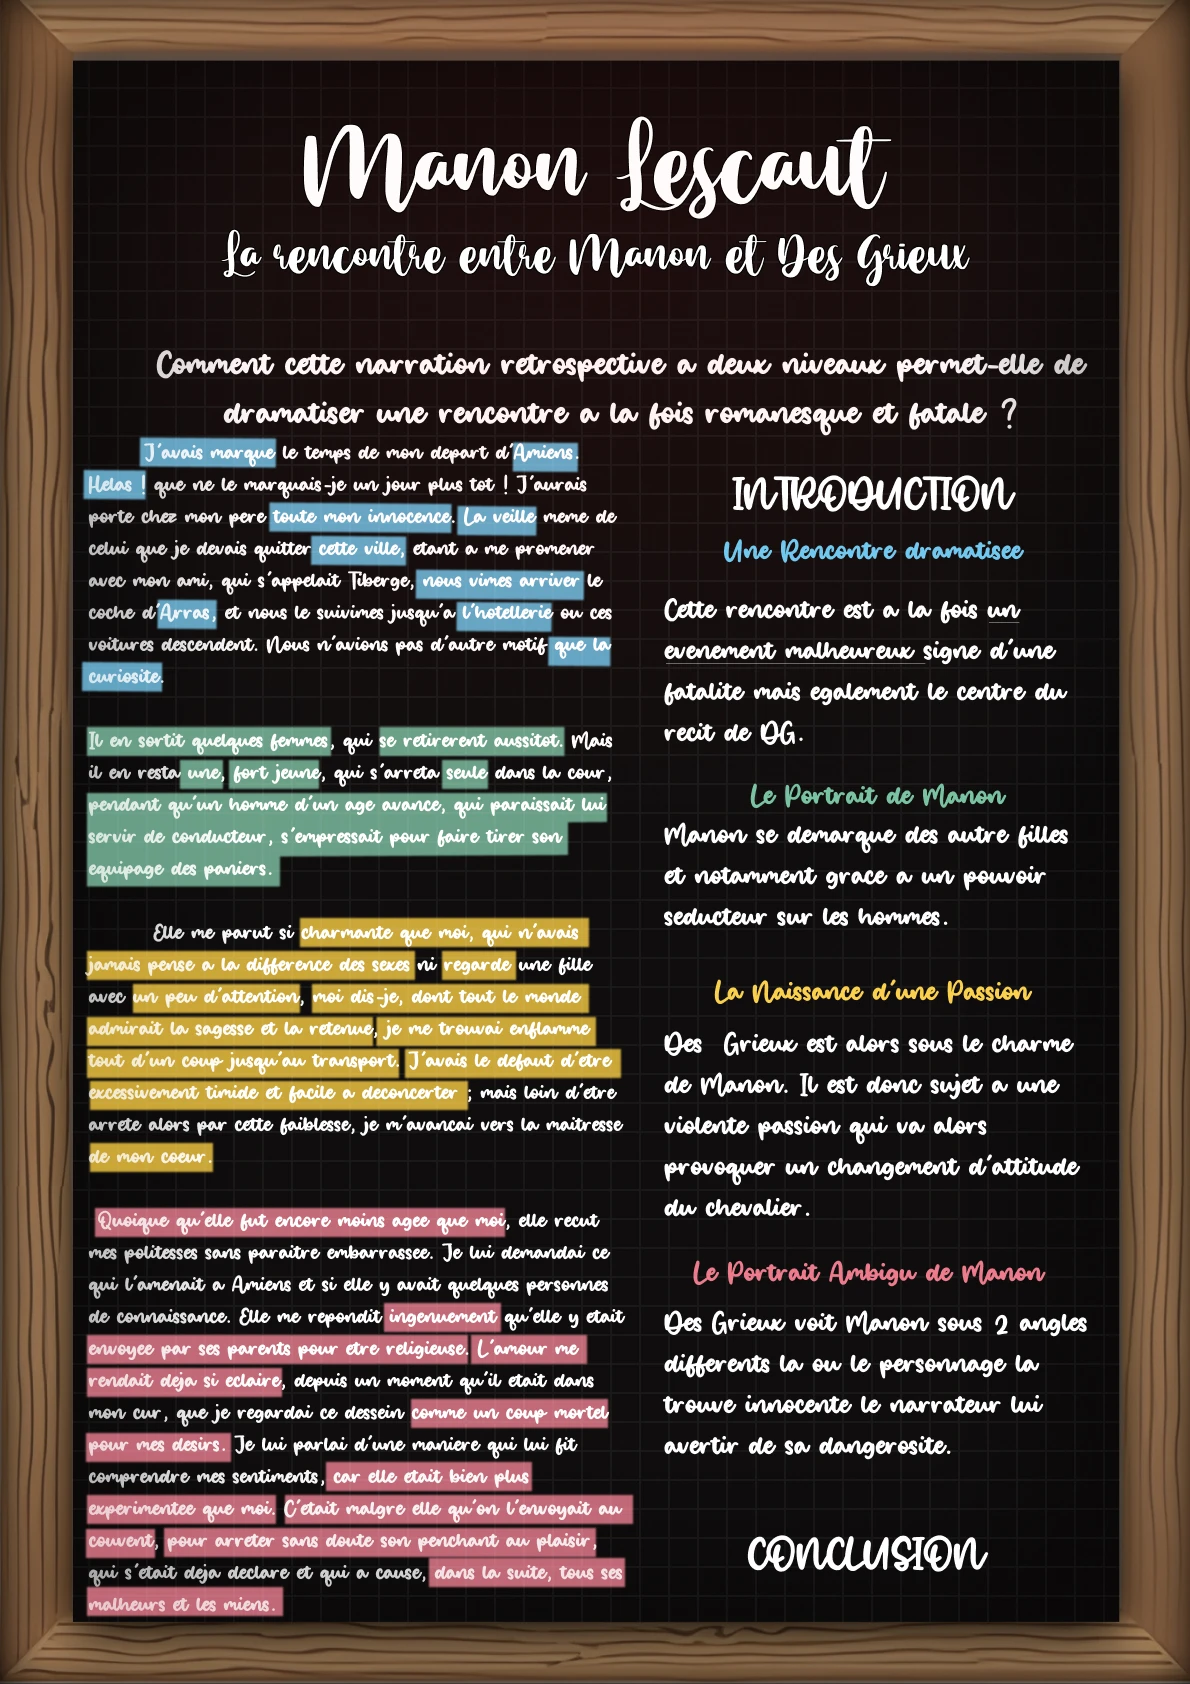 Manon Lescaut
La rencontre entre Manon et Des Grieux
Comment cette narration retrospective a deux niveaux permet-elle de
dramatiser une rencontre a la fois romanesque et fatale ?
J'avais marque le temps de mon depart d'Amiens.
Helas ! que ne le marquais-je un jour plus tot ! J'aurais
porte chez mon pere toute mon innocence. La veille meme de
celui que je devais quitter cette ville, etant a me promener
avec mon ami, qui s'appelait Tiberge, nous vimes arriver le
coche d'Arras, et nous le suivimes jusqu'a l'hotellerie ou ces
voitures descendent. Nous n'avions pas d'autre motif que la
curiosite.
Il en sortit quelques femmes, qui se retirerent aussitot. Mais
il en resta une, fort jeune, qui s'arreta seule dans la cour,
pendant qu'un homme d'un age avance, qui paraissait lui
servir de conducteur, s'empressait pour faire tirer son
equipage des paniers.
Elle me parut si charmante que moi, qui n'avais
jamais pense a la difference des sexes ni regarde une fille
avec un peu d'attention, moi dis-je, dont tout le monde
admirait la sagesse et la retenue, je me trouvai enflamme
tout d'un coup jusqu'au transport. J'avais le defaut d'etre
excessivement timide et facile a deconcerter ; mais loin d'etre
arrete alors par cette faiblesse, je m'avancai vers la maitresse
de mon coeur.
Quoique qu'elle fut encore moins agee que moi, elle recut
mes politesses sans paraitre embarrassee. Je lui demandai ce
qui l'amenait a Amiens et si elle y avait quelques personnes
de connaissance. Elle me repondit ingenuement qu'elle y etait
envoyee par ses parents pour etre religieuse. L'amour me
rendait deja si eclaire, depuis un moment qu'il etait dans
mon cur, que je regardai ce dessein comme un coup mortel
pour mes desirs. Je lui parlai d'une maniere qui lui fit
comprendre mes sentiments, car elle etait bien plus
experimentee que moi. C'etait malgre elle qu'on l'envoyait au
couvent, pour arreter sans doute son penchant au plaisir,
qui s'etait deja declare et qui a cause, dans la suite, tous ses
malheurs et les miens.
INTRODUCTION
Une Rencontre dramatisee
Cette rencontre est a la fois un
evenement malheureux signe d'une
fatalite mais egalement le centre du
recit de DG.
Le Portrait de Manon
Manon se demarque des autre filles
et notamment grace a un pouvoir
seducteur sur les hommes.
La Naissance d'une Passion
Des Grieux est alors sous le charme
de Manon. Il est donc sujet a une
violente passion qui va alors
provoquer un changement d'attitude
du chevalier.
Le Portrait Ambigu de Manon
Des Grieux voit Manon sous 2 angles
differents la ou le personnage la
trouve innocente le narrateur lui
avertir de sa dangerosite.
CONCLUSION